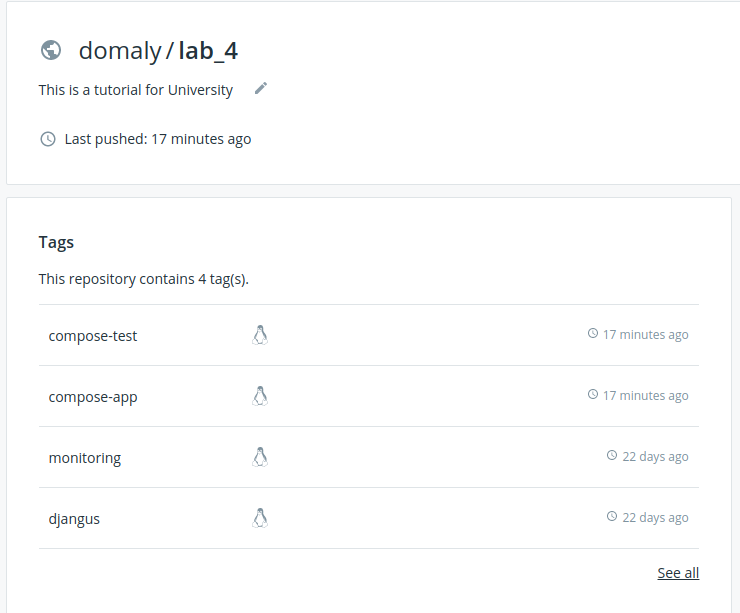 domaly / lab_4
This is a tutorial for University
Last pushed: 17 minutes ago
Tags
This repository contains 4 tag(s).
compose-test 17 minutes ago
compose-app 17 minutes ago
monitoring 22 days ago
djangus 22 days ago
See all